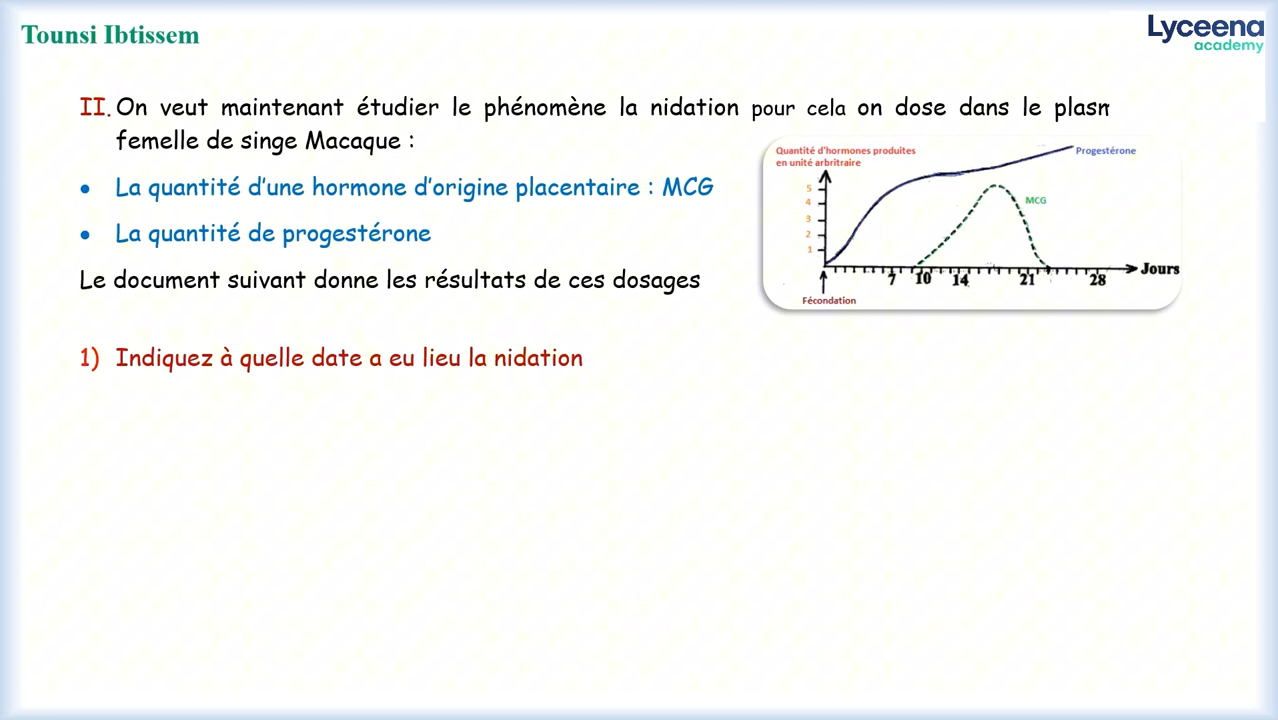 Tounsi Ibtissem
Lyceena
academy
II. On veut maintenant étudier le phénomène la nidation pour cela on dose dans le
femelle de singe Macaque :
• La quantité d'une hormone d'origine placentaire : MCG
• La quantité de progestérone
Le document suivant donne les résultats de ces dosages
Quantité d'hormones produites
en unité arbritraire
Progestérone
MCG
5
4
3
2
1
7 10 14 21 28 Jours
Fécondation
1) Indiquez à quelle date a eu lieu la nidation